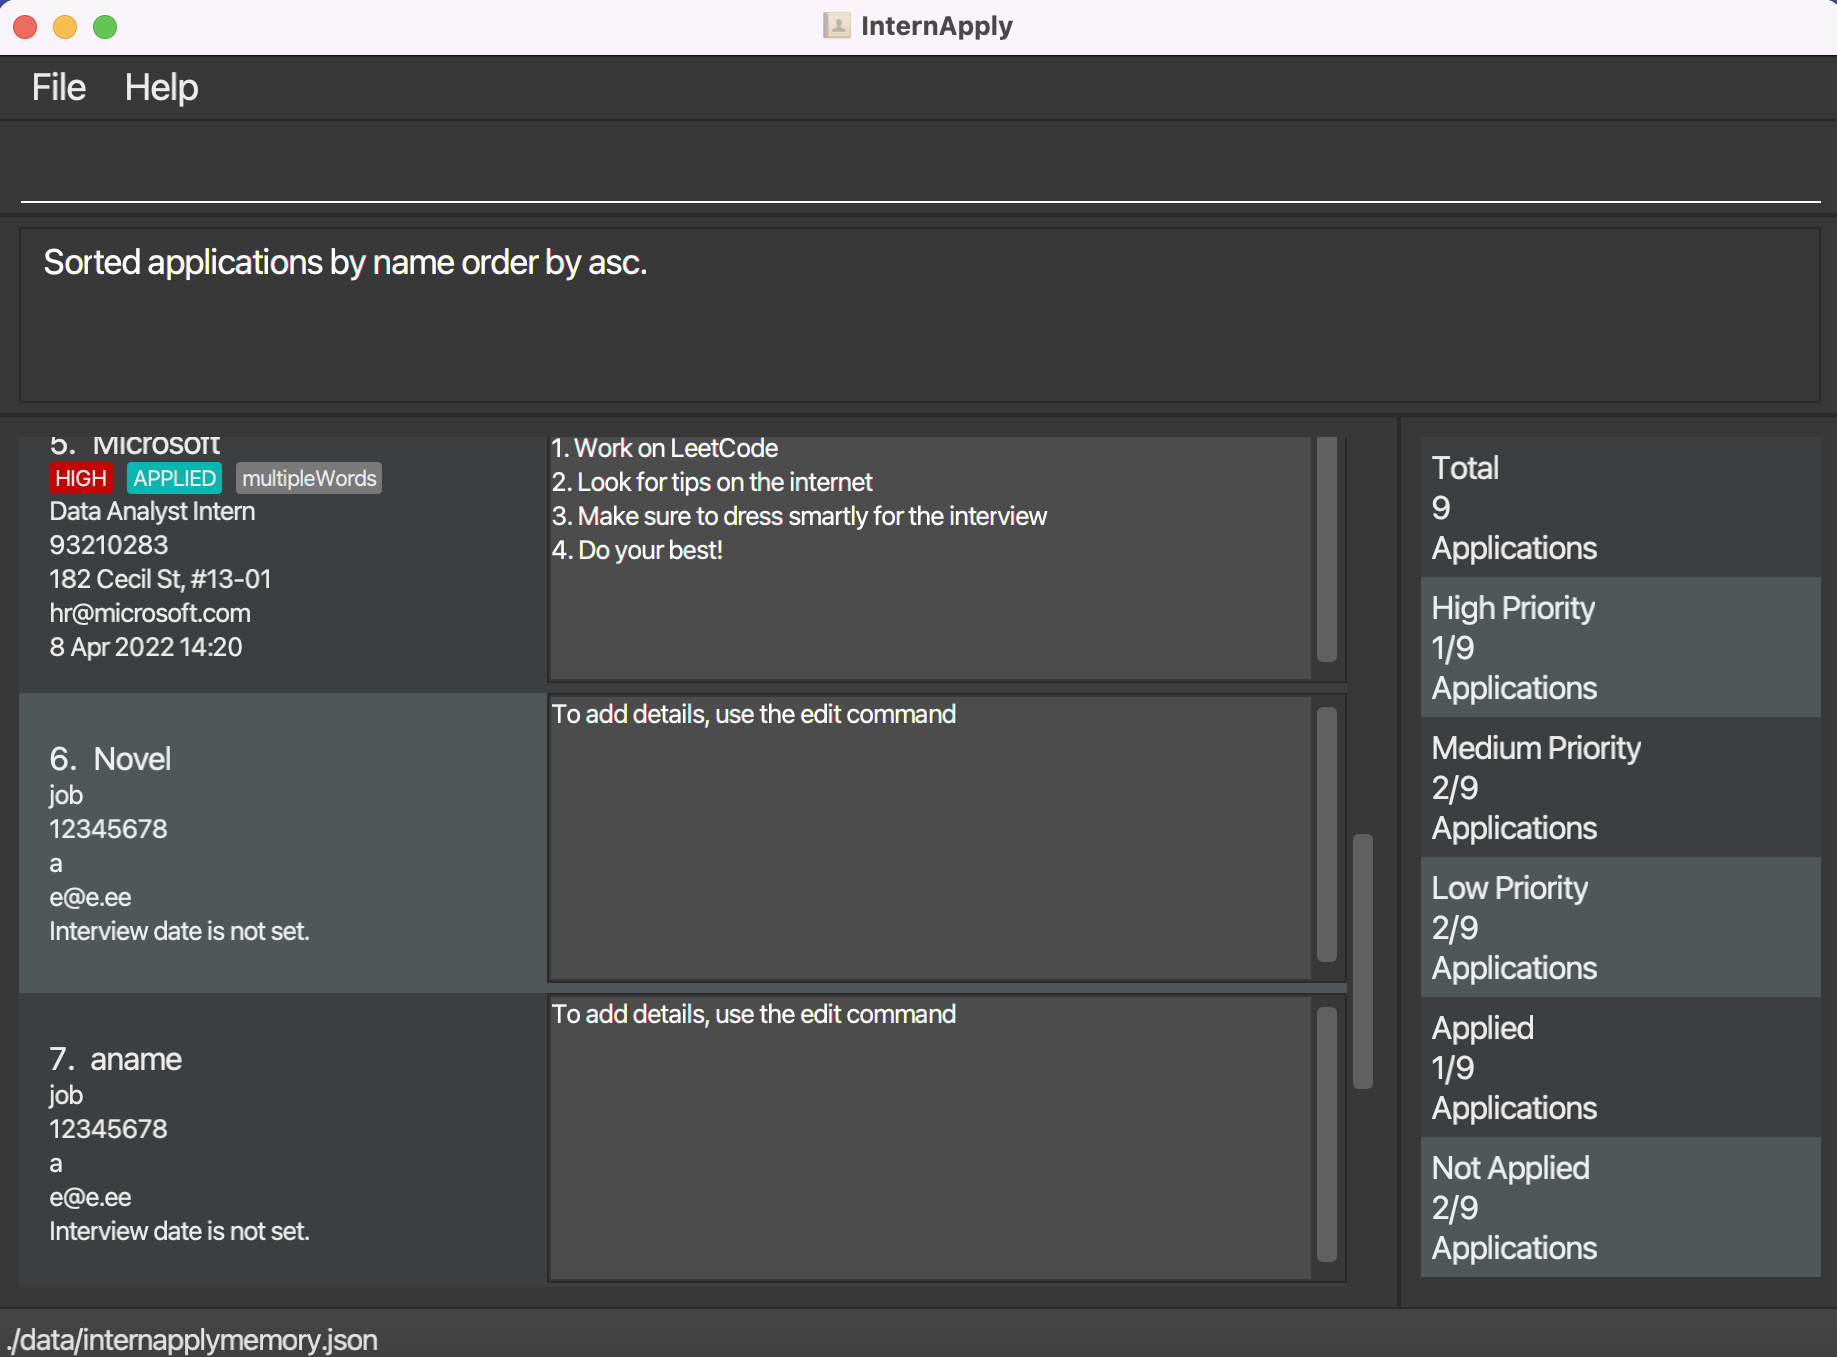 InternApply
File Help
Sorted applications by name order by asc.
5. Microsoft
HIGH APPLIED multipleWords
Data Analyst Intern
93210283
182 Cecil St, #13-01
hr@microsoft.com
8 Apr 2022 14:20
1. Work on LeetCode
2. Look for tips on the internet
3. Make sure to dress smartly for the interview
4. Do your best!
6. Novel
job
12345678
a
e@e.ee
Interview date is not set.
To add details, use the edit command
7. aname
job
12345678
a
e@e.ee
Interview date is not set.
To add details, use the edit command
Total
9
Applications
High Priority
1/9
Applications
Medium Priority
2/9
Applications
Low Priority
2/9
Applications
Applied
1/9
Applications
Not Applied
2/9
Applications
./data/internapplymemory.json